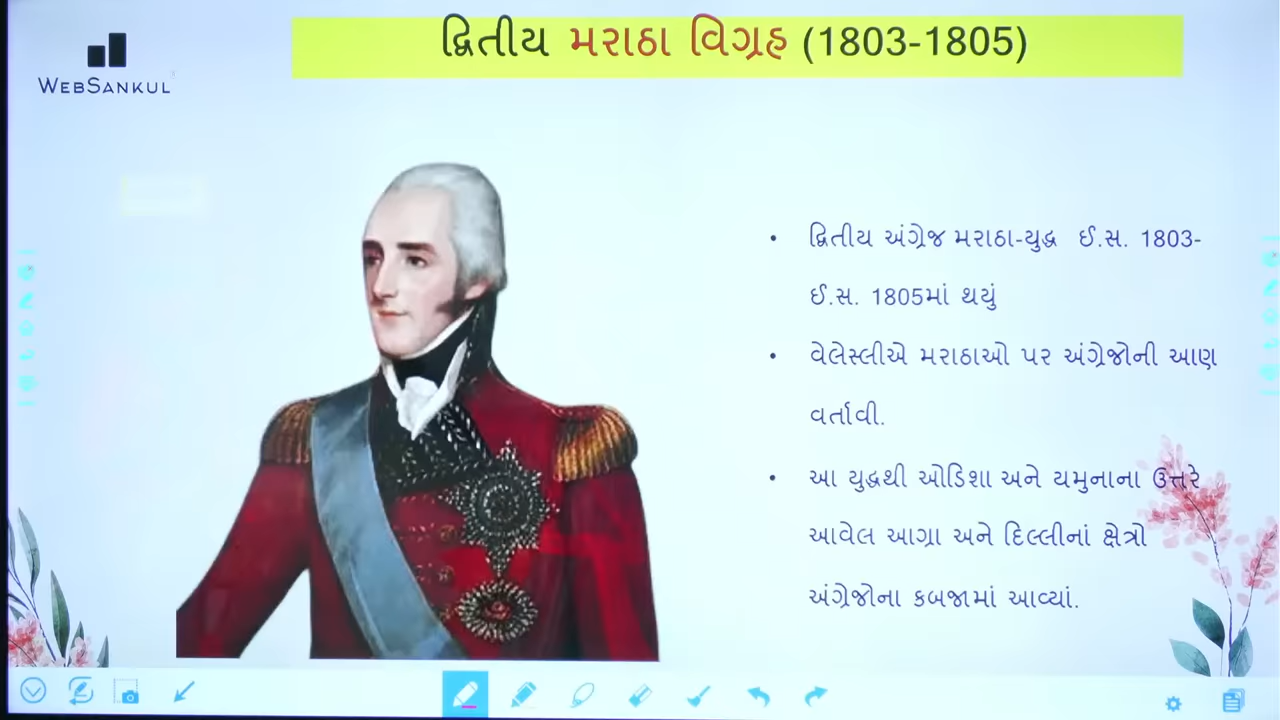 દ્વિતીય મરાઠા વિગ્રહ (1803-1805)
WEBSANKUL
• દ્વિતીય અંગ્રેજ મરાઠા-યુદ્ધ ઈ.સ. 1803-
ઈ.સ. 1805માં થયું
• વેલેસ્લીએ મરાઠાઓ પર અંગ્રેજોની આણ
વર્તાવી.
• આ યુદ્ધથી ઓડિશા અને યમુનાના ઉત્તરે
આવેલ આગ્રા અને દિલ્લીનાં ક્ષેત્રો
અંગ્રેજોના કબજામાં આવ્યાં.